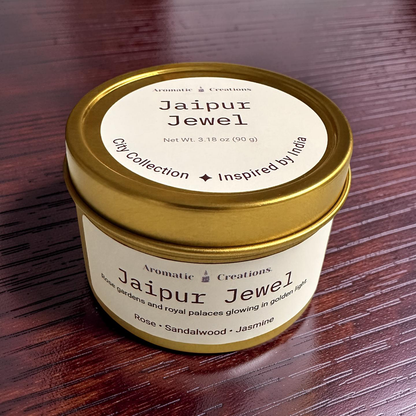 Aromatic Creations
Jaipur
Jewel
Net Wt. 3.18 oz (90 g)
City Collection ✦ Inspired by India
Aromatic Creations
Jaipur Jewel
Rose gardens and royal palaces glowing in golden light
Rose • Sandalwood • Jasmine